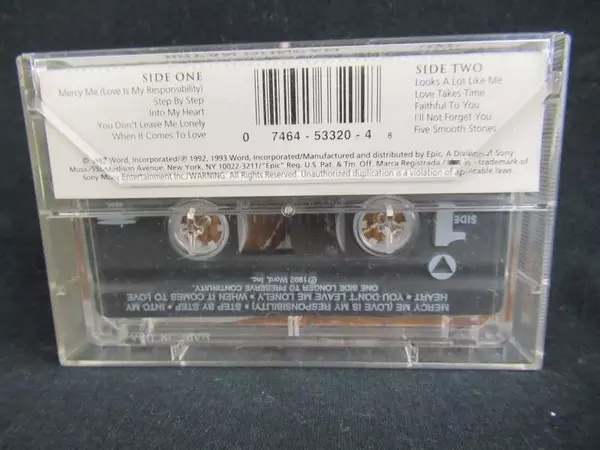 SIDE ONE
Mercy Me (Love Is My Responsibility)
Step By Step
Into My Heart
You Don't Leave Me Lonely
When It Comes To Love
0 7464-53320-4 8
SIDE TWO
Looks A Lot Like Me
Love Takes Time
Faithful To You
I'll Not Forget You
Five Smooth Stones
Word, Incorporated/℗ 1992, 1993 Word, Incorporated/Manufactured and distributed by Epic, A Division of Sony
Music/550 Madison Avenue, New York, NY 10022-3211/"Epic" Reg. U.S. Pat. & Tm. Off. Marca Registrada/ is a trademark of
Sony Music Entertainment Inc/WARNING: All Rights Reserved. Unauthorized duplication is a violation of applicable laws.
SIDE
1
MERCY ME (LOVE IS MY RESPONSIBILITY) • STEP BY STEP • INTO MY
HEART • YOU DON'T LEAVE ME LONELY • WHEN IT COMES TO LOVE
ONE SIDE LONGER TO PRESERVE CONTINUITY.
℗1992 Word, Inc.